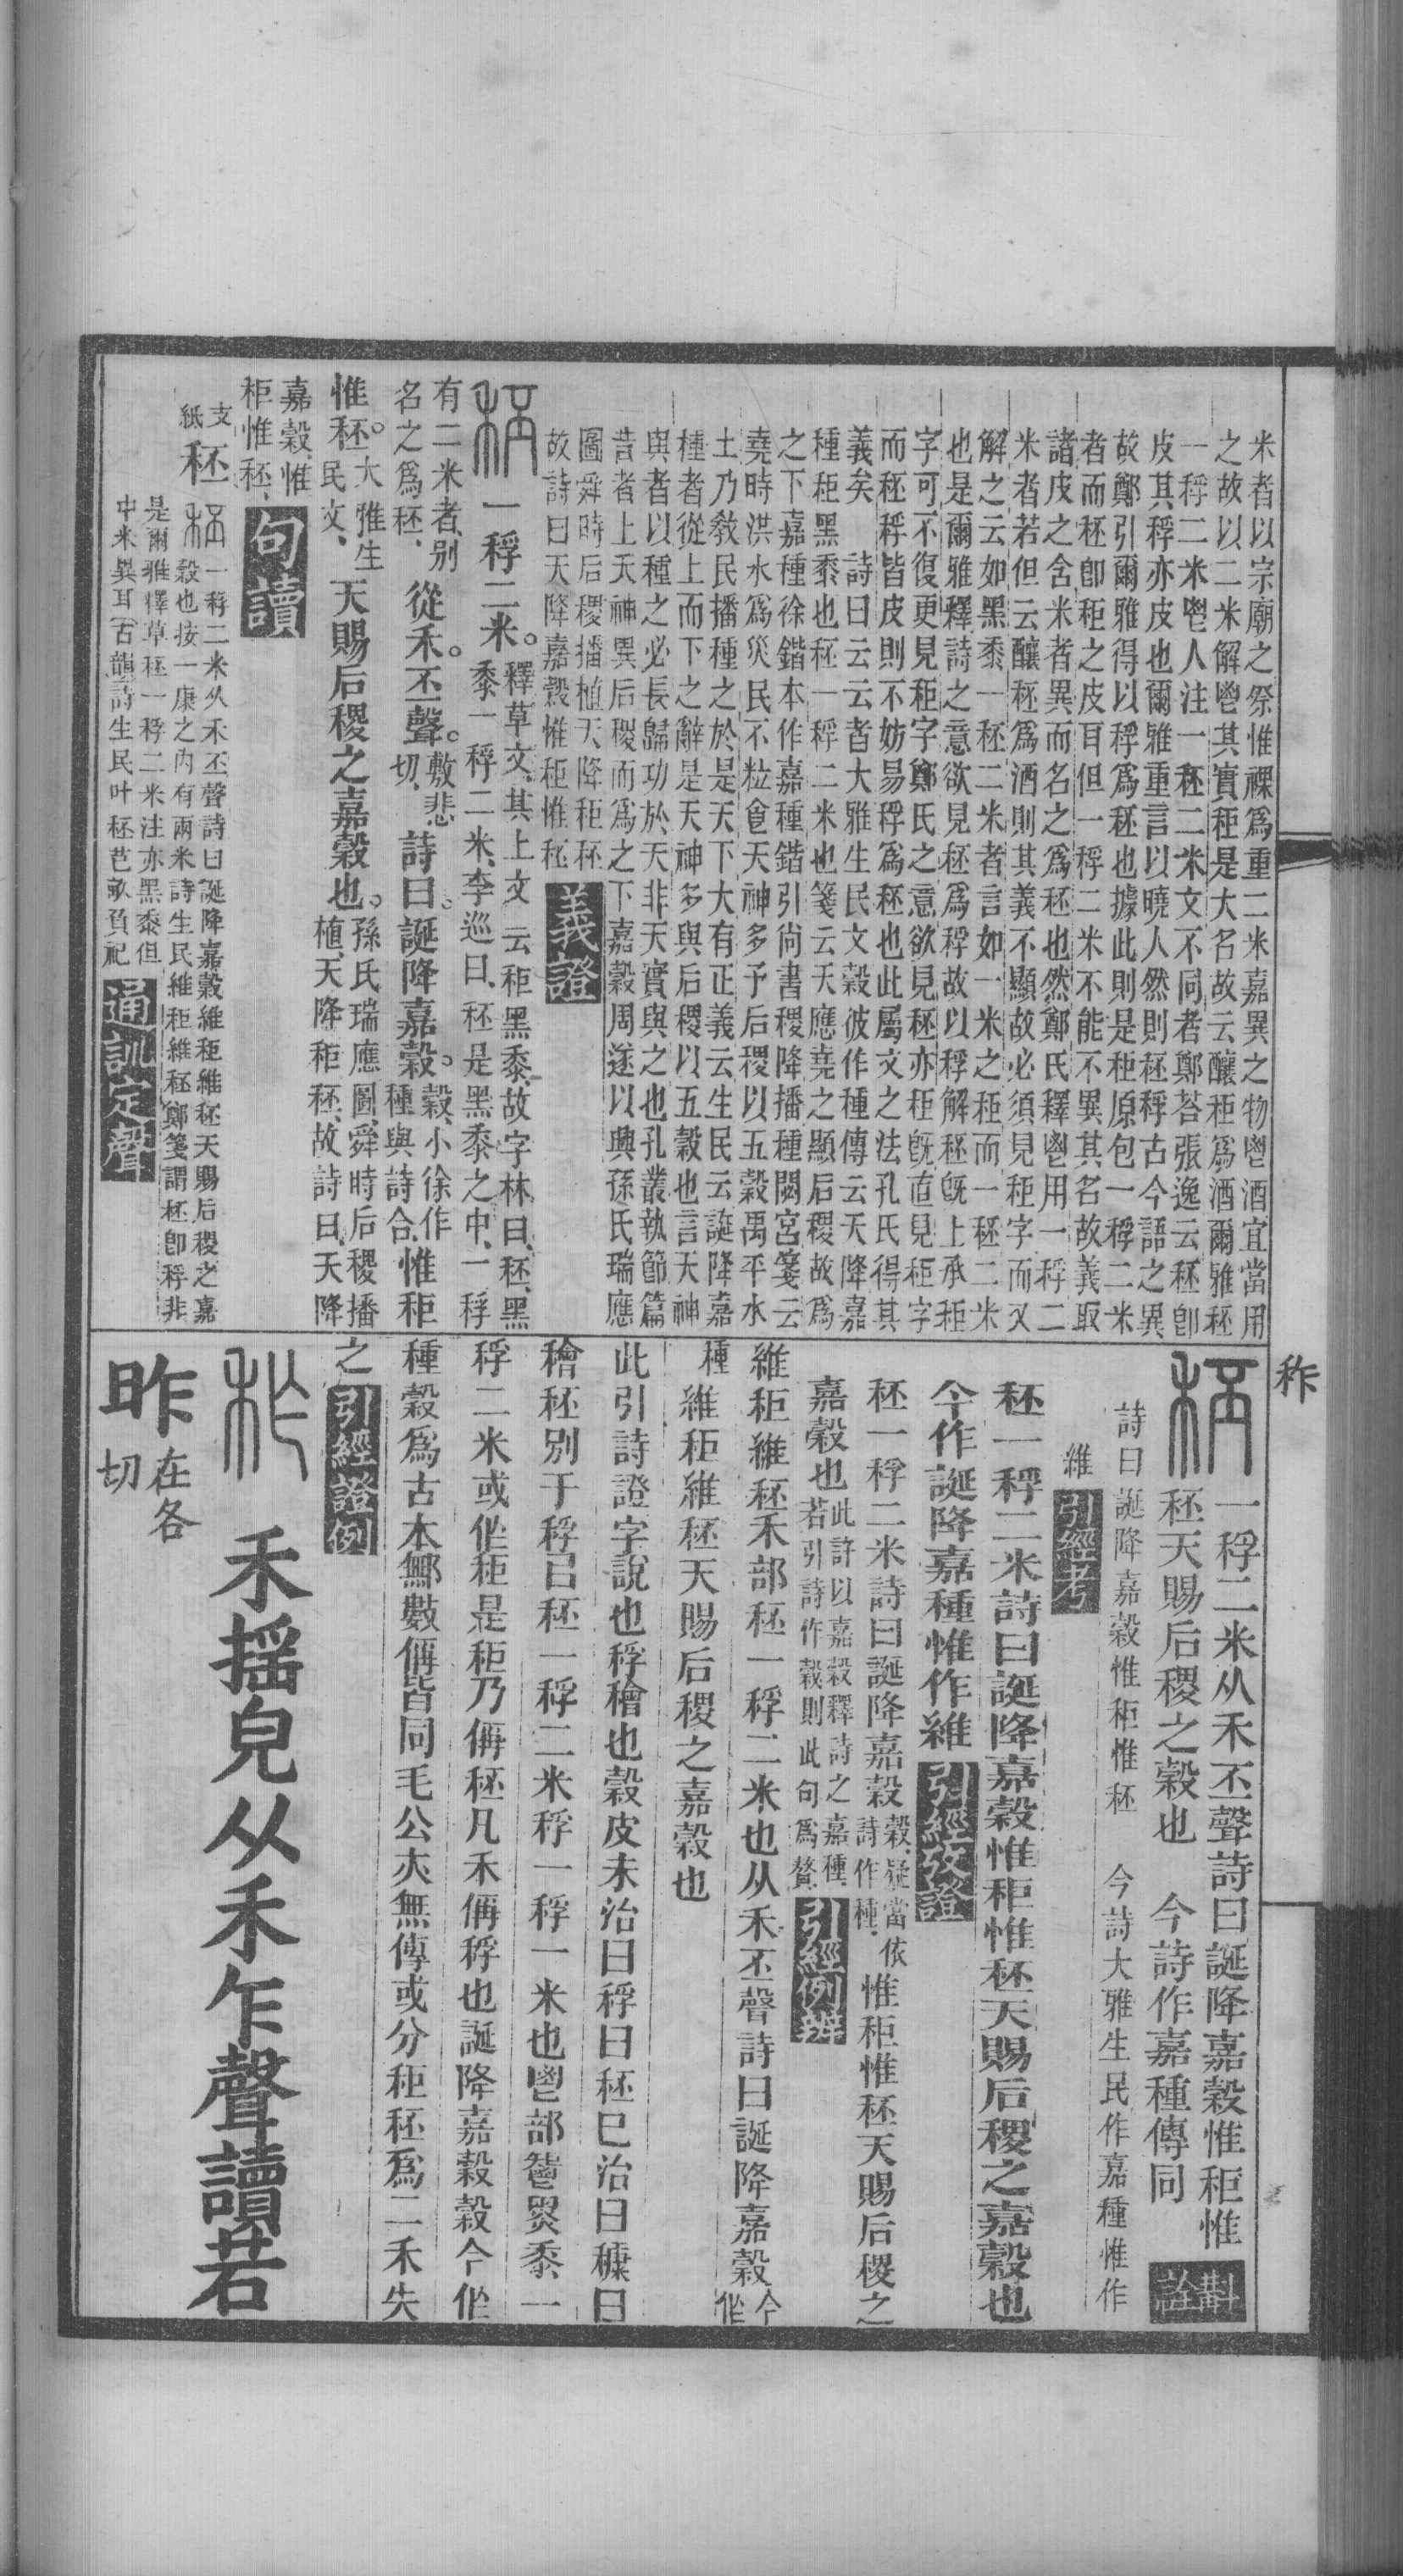 米者以宗廟之祭惟祼爲重二米嘉異之物鬯酒宜當用
之故以二米解鬯其實秬是大名故云釀秬爲酒爾雅秠
一稃二米鬯人注一秠二米文不同者鄭荅張逸云秠卽
皮其稃亦皮也爾雅重言以曉人然則秠稃古今語之異
故鄭引爾雅得以稃爲秠也據此則是秬原包一稃二米
者而秠卽秬之皮耳但一稃二米不能不異其名故義取
諸皮之含米者異而名之爲秠也然鄭氏釋鬯用一稃二
米者若但云釀秠爲酒則其義不顯故必須見秬字而又
解之云如黑黍一秠二米者言如一米之秬而一秠二米
也是爾雅釋詩之意欲見秠爲稃故以稃解秠旣上承秬
字可不復更見秬字鄭氏之意欲見秠亦秬旣直見秬字
而秠稃皆皮則不妨易稃爲秠也此屬文之法孔氏得其
義矣　詩曰云云者大雅生民文穀彼作種傳云天降嘉
種秬黑黍也秠一稃二米也箋云天應堯之顯后稷故爲
之下嘉種徐鍇本作嘉種鍇引尙書稷降播種閟宮箋云
堯時洪水爲災民不粒食天神多予后稷以五穀禹平水
土乃敎民播種之於是天下大有正義云生民云誕降嘉
種者從上而下之辭是天神多與后稷以五穀也言天神
與者以種之必長歸功於天非天實與之也孔叢執節篇
昔者上天神異后稷而爲之下嘉穀周遂以興孫氏瑞應
圖舜時后稷播植天降秬秠
故詩曰天降嘉穀惟秬惟秠
義證
一稃二米。釋草文、其上文云秬黑黍、故字林曰、秠、黑
黍一稃二米、李巡曰、秠是黑黍之中、一稃
有二米者、別
名之爲秠、從禾。丕聲。敷悲
切、詩曰。誕降嘉穀。穀、小徐作
種與詩合、惟秬
惟秠。大雅生
民文、天賜后稷之嘉穀也。孫氏瑞應圖、舜時后稷播
植、天降秬秠、故詩曰、天降
嘉穀、惟
秬惟秠、句讀
支
紙 秠 一稃二米从禾丕聲詩曰誕降嘉穀維秬維秠天賜后稷之嘉
穀也按一康之內有兩米詩生民維秬維秠鄭箋謂秠卽稃非
是爾雅釋草秠一稃二米注亦黑黍但
中米異耳古韻詩生民叶秠芑畝負祀
通訓定聲
秨
一稃二米从禾丕聲詩曰誕降嘉穀惟秬惟
秠天賜后稷之穀也　今詩作嘉種傳同
斠詮
詩曰誕降嘉穀惟秬惟秠　今詩大雅生民作嘉種惟作
維 引經考
秠一稃二米詩曰誕降嘉穀惟秬惟秠天賜后稷之嘉穀也
今作誕降嘉種惟作維 引經攷證
秠一稃二米詩曰誕降嘉穀穀、疑當依
詩作種、惟秬惟秠天賜后稷之
嘉穀也此許以嘉穀釋詩之嘉種、
若引詩作穀則此句爲贅、引經例辨
維秬維秠禾部秠一稃二米也从禾丕聲詩曰誕降嘉穀今
作
種維秬維秠天賜后稷之嘉穀也
此引詩證字說也稃穭也穀皮未治曰稃曰秠巳治曰穅曰
穭秠別于稃曰秠一稃二米稃一稃一米也鬯部𩰪黑黍一
稃二米或作秬是秬乃偁秠凡禾偁稃也誕降嘉穀穀今作
種穀爲古本鄦數偁皆同毛公夾無傳或分秬秠爲二禾失
之 引經證例
禾搖皃从禾乍聲讀若
昨在各
切